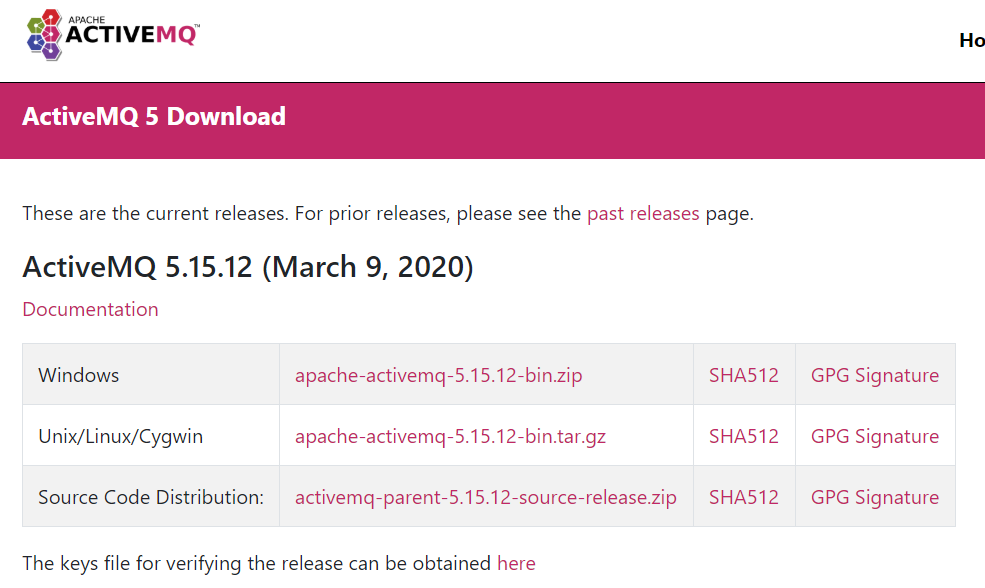 APACHE
ACTIVEMQ™
Ho
ActiveMQ 5 Download
These are the current releases. For prior releases, please see the past releases page.
ActiveMQ 5.15.12 (March 9, 2020)
Documentation
Windows apache-activemq-5.15.12-bin.zip SHA512 GPG Signature
Unix/Linux/Cygwin apache-activemq-5.15.12-bin.tar.gz SHA512 GPG Signature
Source Code Distribution: activemq-parent-5.15.12-source-release.zip SHA512 GPG Signature
The keys file for verifying the release can be obtained here